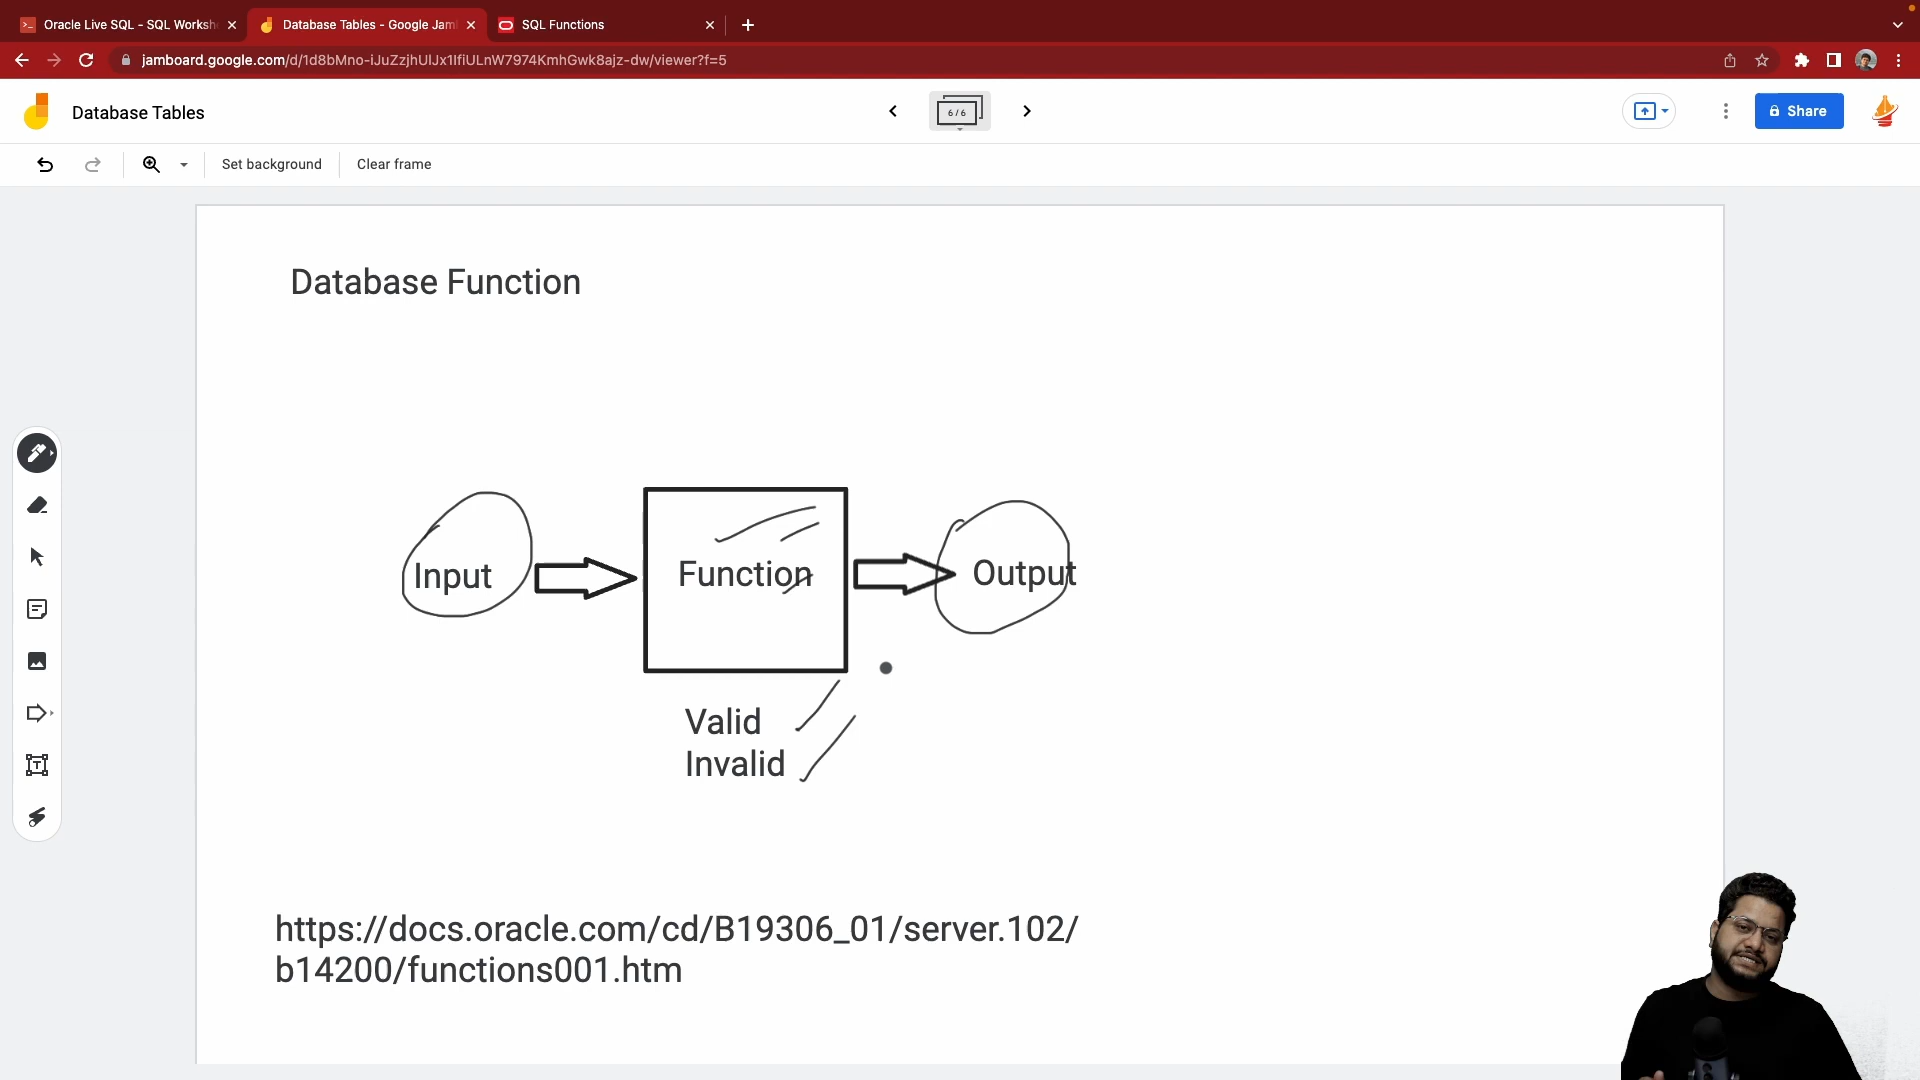 Oracle Live SQL - SQL Worksh
Database Tables - Google Jam
SQL Functions
jamboard.google.com/d/1d8bMno-iJuZzjhUlJx1IfiULnW7974KmhGwk8ajz-dw/viewer?f=5
Database Tables
6 / 6
Share
Set background
Clear frame
Database Function
Input
Function
Output
Valid
Invalid
https://docs.oracle.com/cd/B19306_01/server.102/
b14200/functions001.htm